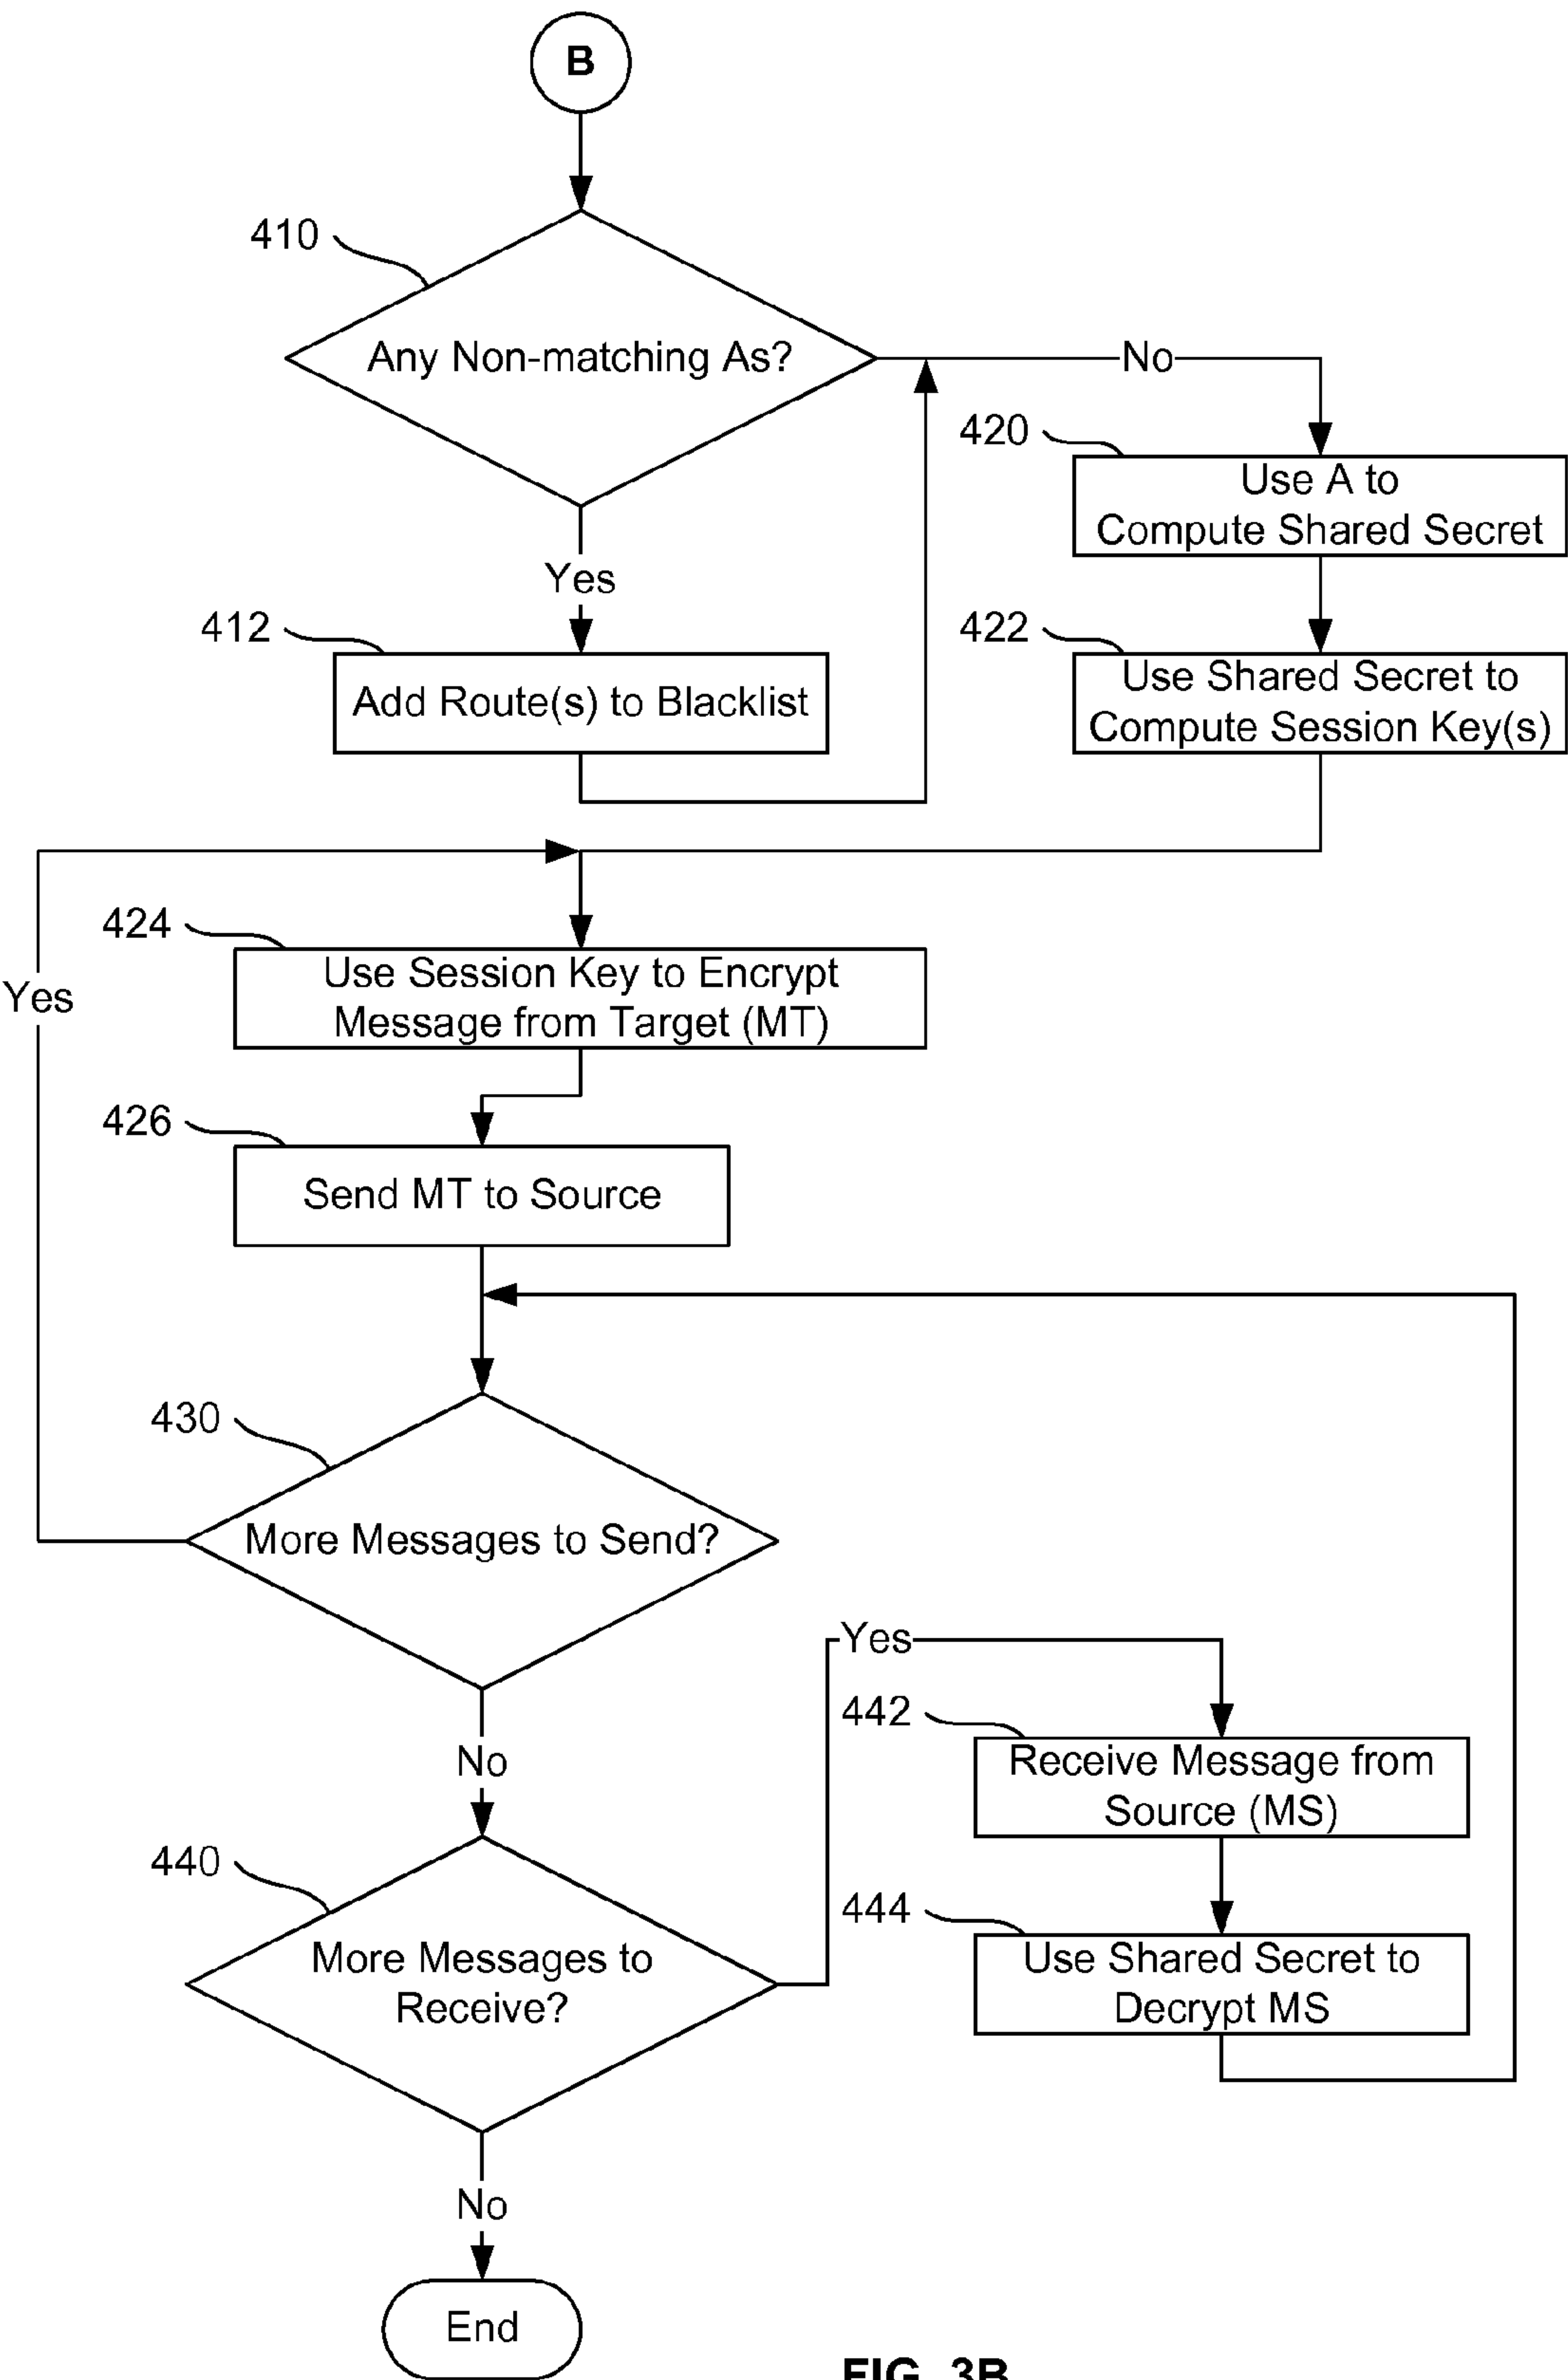 B
410
Any Non-matching As?
No
420
Use A to
Compute Shared Secret
Yes
412
Add Route(s) to Blacklist
422
Use Shared Secret to
Compute Session Key(s)
424
Use Session Key to Encrypt
Message from Target (MT)
Yes
426
Send MT to Source
430
More Messages to Send?
Yes
No
442
Receive Message from
Source (MS)
440
More Messages to
Receive?
444
Use Shared Secret to
Decrypt MS
No
End
FIG. 3B